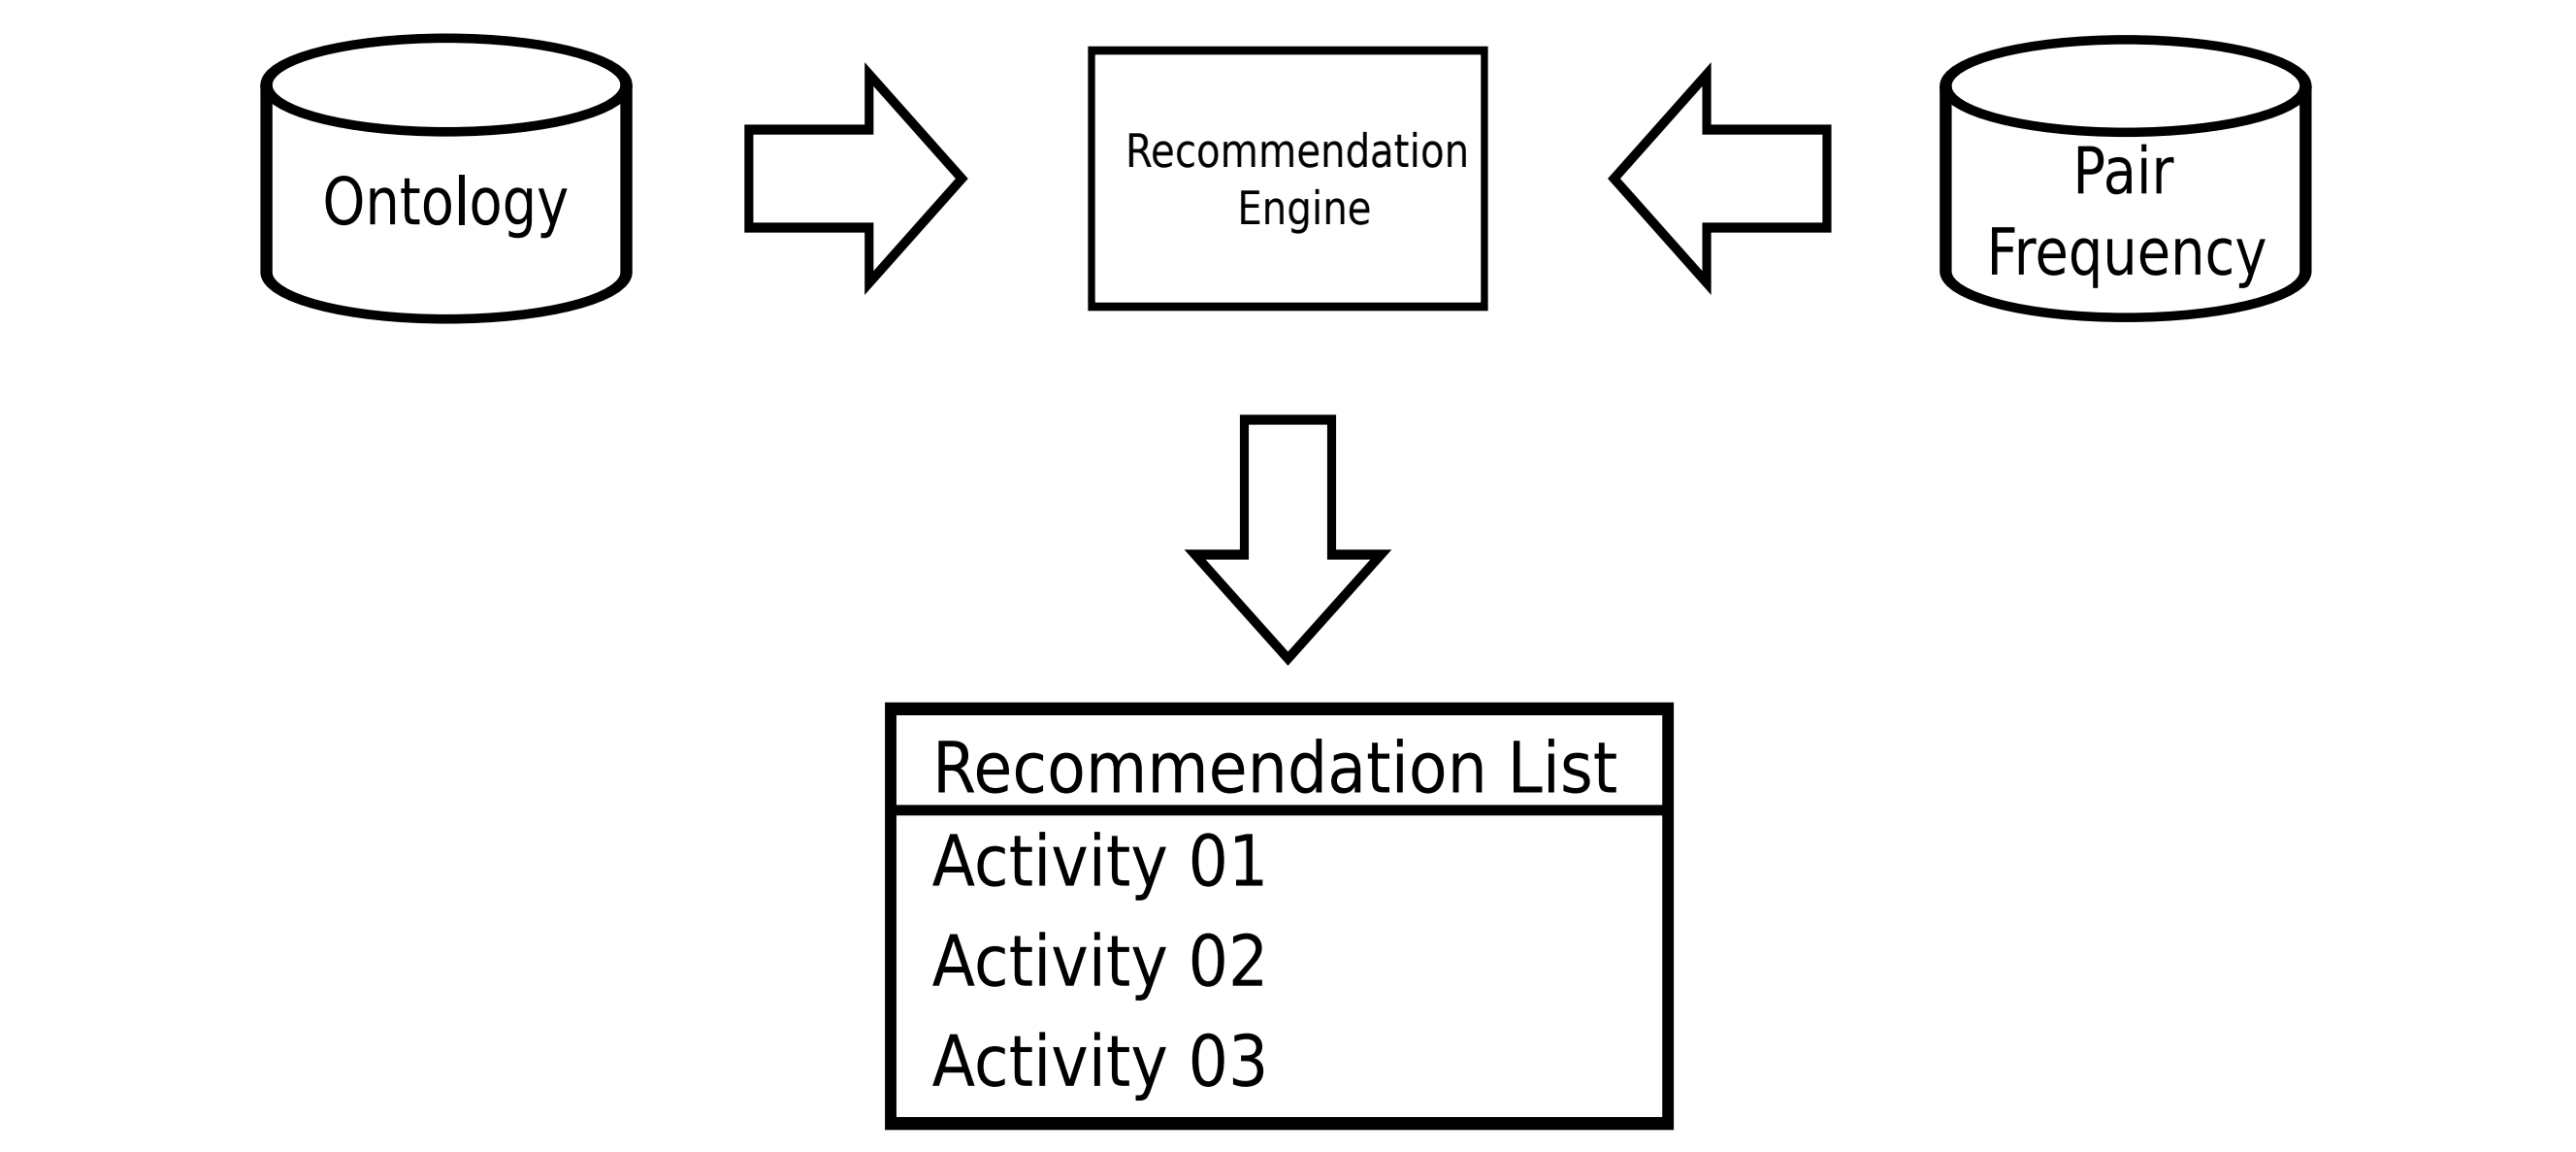 Ontology
Recommendation
Engine
Pair
Frequency
Recommendation List
Activity 01
Activity 02
Activity 03